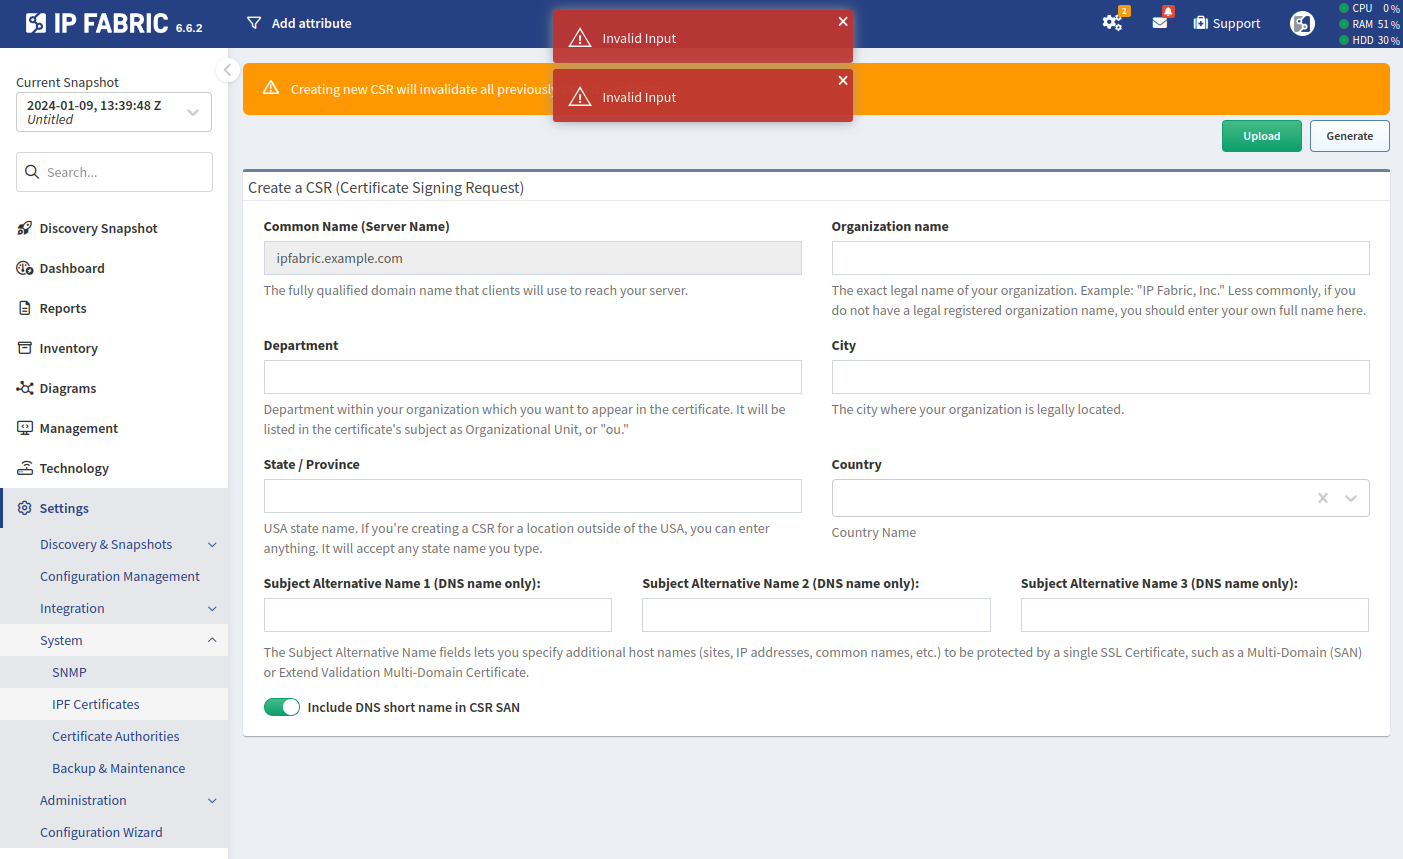 IP FABRIC 6.6.2
Add attribute
2
Support
CPU 0 %
RAM 51 %
HDD 30 %
Invalid Input
Invalid Input
Creating new CSR will invalidate all previously
Upload
Generate
Current Snapshot
2024-01-09, 13:39:48 Z
Untitled
Search...
Discovery Snapshot
Dashboard
Reports
Inventory
Diagrams
Management
Technology
Settings
Discovery & Snapshots
Configuration Management
Integration
System
SNMP
IPF Certificates
Certificate Authorities
Backup & Maintenance
Administration
Configuration Wizard
Create a CSR (Certificate Signing Request)
Common Name (Server Name)
ipfabric.example.com
The fully qualified domain name that clients will use to reach your server.
Organization name
The exact legal name of your organization. Example: "IP Fabric, Inc." Less commonly, if you
do not have a legal registered organization name, you should enter your own full name here.
Department
Department within your organization which you want to appear in the certificate. It will be
listed in the certificate's subject as Organizational Unit, or "ou."
City
The city where your organization is legally located.
State / Province
USA state name. If you're creating a CSR for a location outside of the USA, you can enter
anything. It will accept any state name you type.
Country
Country Name
Subject Alternative Name 1 (DNS name only):
Subject Alternative Name 2 (DNS name only):
Subject Alternative Name 3 (DNS name only):
The Subject Alternative Name fields lets you specify additional host names (sites, IP addresses, common names, etc.) to be protected by a single SSL Certificate, such as a Multi-Domain (SAN)
or Extend Validation Multi-Domain Certificate.
Include DNS short name in CSR SAN